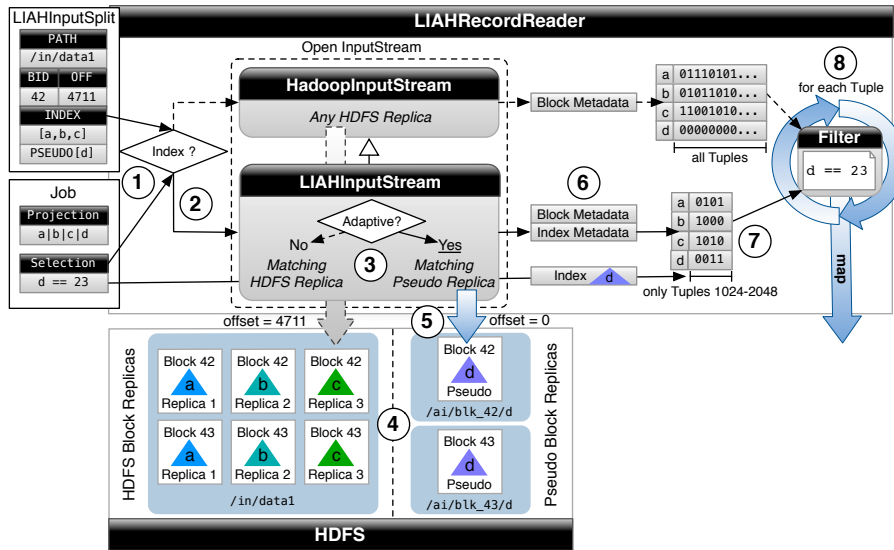 LIAHRecordReader
LIAHInputSplit
PATH
/in/data1
BID OFF
42 4711
INDEX
[a,b,c]
PSEUDO[d]
Job
Projection
a|b|c|d
Selection
d == 23
Index ?
1
2
Open InputStream
HadoopInputStream
Any HDFS Replica
LIAHInputStream
Adaptive?
No
Yes
3
Matching
HDFS Replica
Matching
Pseudo Replica
Block Metadata
a 01110101...
b 01011010...
c 11001010...
d 00000000...
all Tuples
6
Block Metadata
Index Metadata
Index d
a 0101
b 1000
c 1010
d 0011
7
only Tuples 1024-2048
8
for each Tuple
Filter
d == 23
map
offset = 4711
5
offset = 0
HDFS Block Replicas
Block 42
a
Replica 1
Block 42
b
Replica 2
Block 42
c
Replica 3
Block 43
a
Replica 1
Block 43
b
Replica 2
Block 43
c
Replica 3
/in/data1
4
Block 42
d
Pseudo
/ai/blk_42/d
Block 43
d
Pseudo
/ai/blk_43/d
Pseudo Block Replicas
HDFS